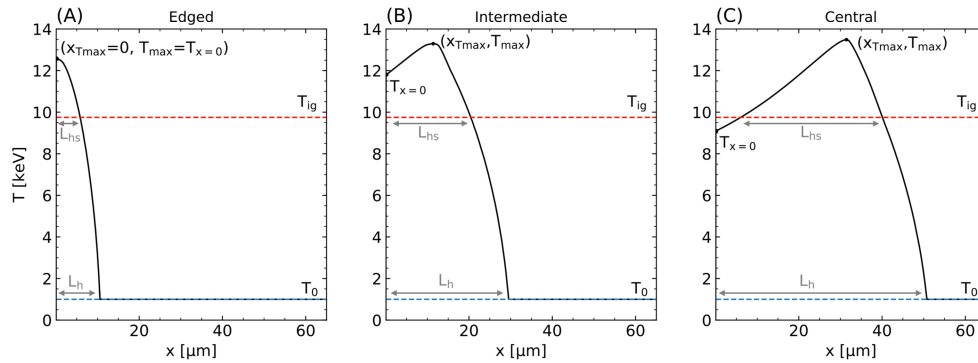 (A) Edged
14
12
10
8
6
4
2
0
T [keV]
(x_Tmax=0, T_max=T_x=0)
T_ig
L_hs
L_h
T_0
20
40
60
x [μm]
(B) Intermediate
14
12
10
8
6
4
2
0
(x_Tmax,T_max)
T_x=0
T_ig
L_hs
L_h
T_0
0
20
40
60
x [μm]
(C) Central
14
12
10
8
6
4
2
0
(x_Tmax,T_max)
T_x=0
T_ig
L_hs
L_h
T_0
20
40
60
x [μm]